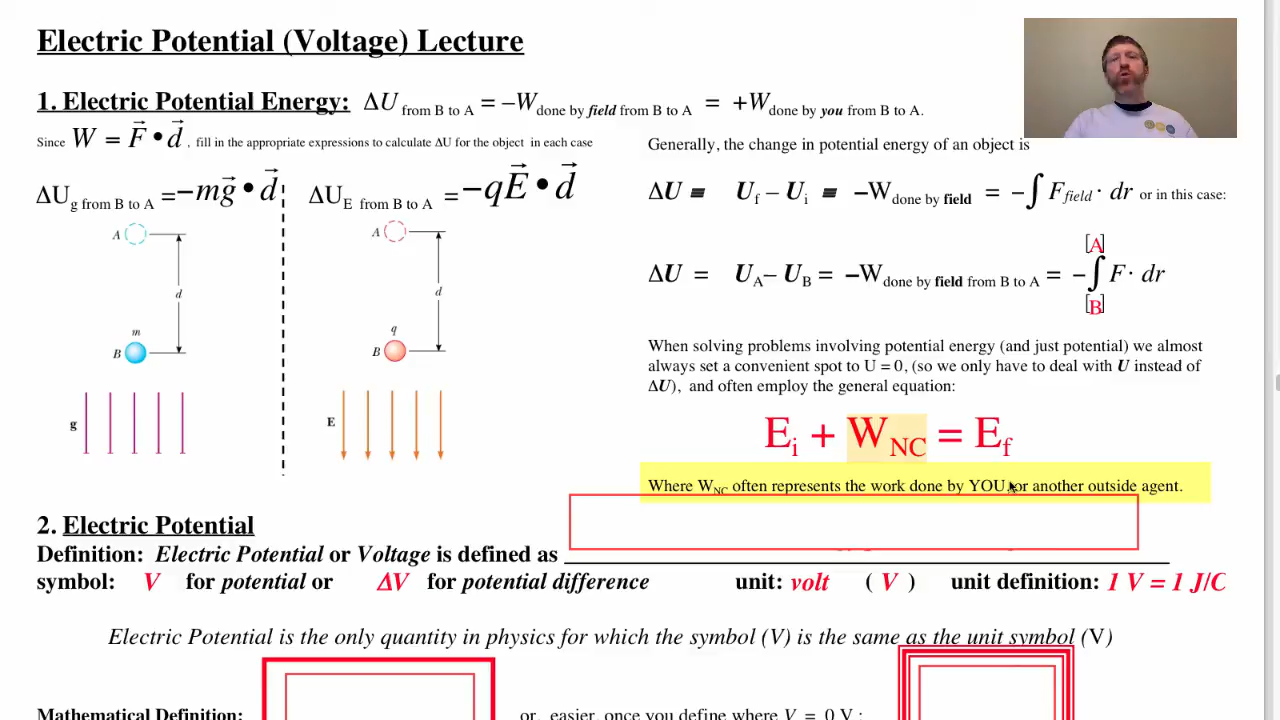 Electric Potential (Voltage) Lecture
1. Electric Potential Energy: ΔU from B to A = –Wdone by field from B to A = +Wdone by you from B to A.
Since W = F • d , fill in the appropriate expressions to calculate ΔU for the object in each case
ΔUg from B to A = −mg • d
ΔUE from B to A = −qE • d
A
d
m
B
g
A
d
q
B
E
Generally, the change in potential energy of an object is
ΔU ≡ Uf – Ui ≡ –Wdone by field = −∫ Ffield · dr or in this case:
[A]
ΔU = UA– UB = –Wdone by field from B to A = −∫ F · dr
[B]
When solving problems involving potential energy (and just potential) we almost
always set a convenient spot to U = 0, (so we only have to deal with U instead of
ΔU), and often employ the general equation:
Ei + WNC = Ef
Where WNC often represents the work done by YOU or another outside agent.
2. Electric Potential
Definition: Electric Potential or Voltage is defined as
symbol: V for potential or ΔV for potential difference unit: volt ( V ) unit definition: 1 V = 1 J/C
Electric Potential is the only quantity in physics for which the symbol (V) is the same as the unit symbol (V)
Mathematical Definition: or, easier, once you define where V = 0 V :